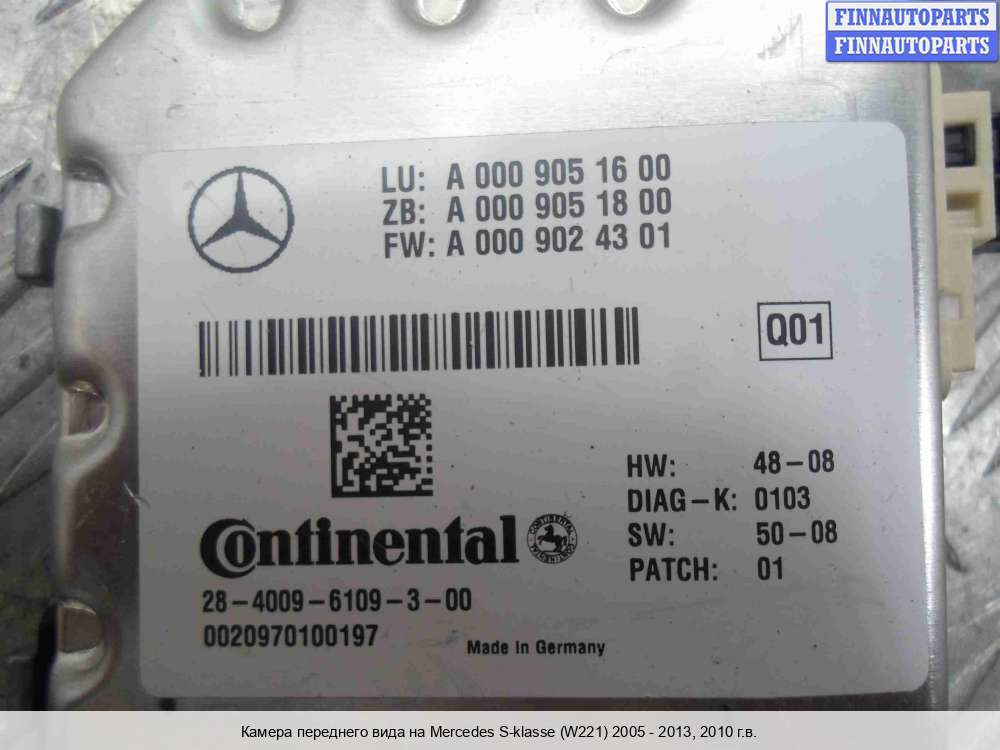 FINNAUTOPARTS
FINNAUTOPARTS
LU: A 000 905 16 00
ZB: A 000 905 18 00
FW: A 000 902 43 01
Q01
HW: 48-08
DIAG-K: 0103
SW: 50-08
PATCH: 01
Continental
CONTINENTAL
CONTINENTAL
28-4009-6109-3-00
0020970100197
Made in Germany
Камера переднего вида на Mercedes S-klasse (W221) 2005 - 2013, 2010 г.в.